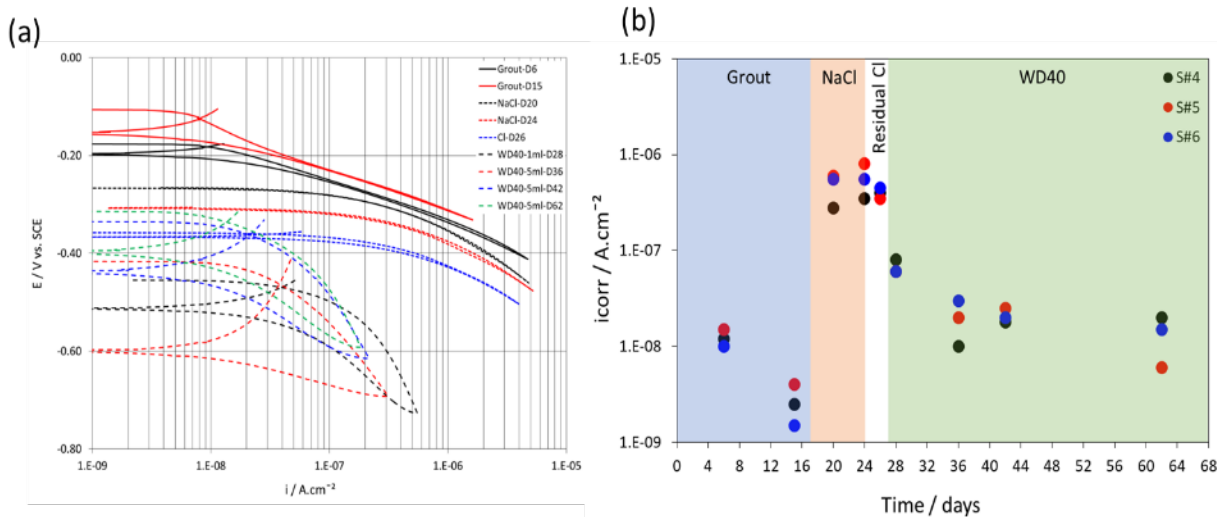 (a)
0.00
-0.20
-0.40
-0.60
-0.80
E / V vs. SCE
Grout-D6
Grout-D15
NaCl-D20
NaCl-D24
Cl-D26
WD40-1ml-D28
WD40-5ml-D36
WD40-5ml-D42
WD40-5ml-D62
1.E-09 1.E-08 1.E-07 1.E-06 1.E-05
i / A.cm⁻²
(b)
1.E-05
1.E-06
1.E-07
1.E-08
1.E-09
icorr / A.cm⁻²
Grout
NaCl
Residual Cl
WD40
S#4
S#5
S#6
0 4 8 12 16 20 24 28 32 36 40 44 48 52 56 60 64 68
Time / days